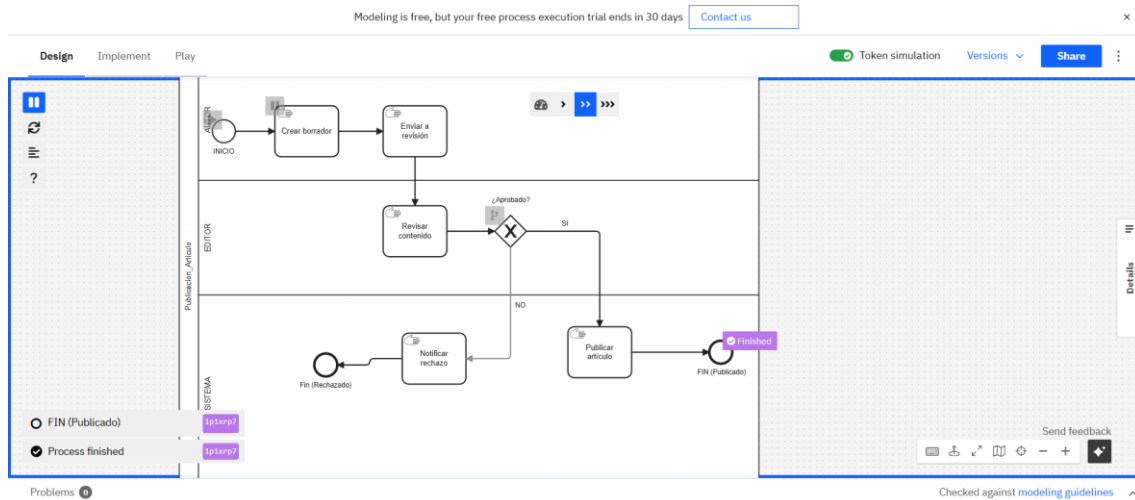 Modeling is free, but your free process execution trial ends in 30 days Contact us
Design Implement Play
Token simulation Versions Share
AUTOR
INICIO
Crear borrador
Enviar a
revisión
?
Publicacion_Articulo
EDITOR
Revisar
contenido
¿Aprobado?
SI
NO
Details
SISTEMA
Fin (Rechazado)
Notificar
rechazo
Publicar
artículo
Finished
FIN (Publicado)
FIN (Publicado) 1p1xrp7
Process finished 1p1xrp7
Send feedback
Problems 0
Checked against modeling guidelines